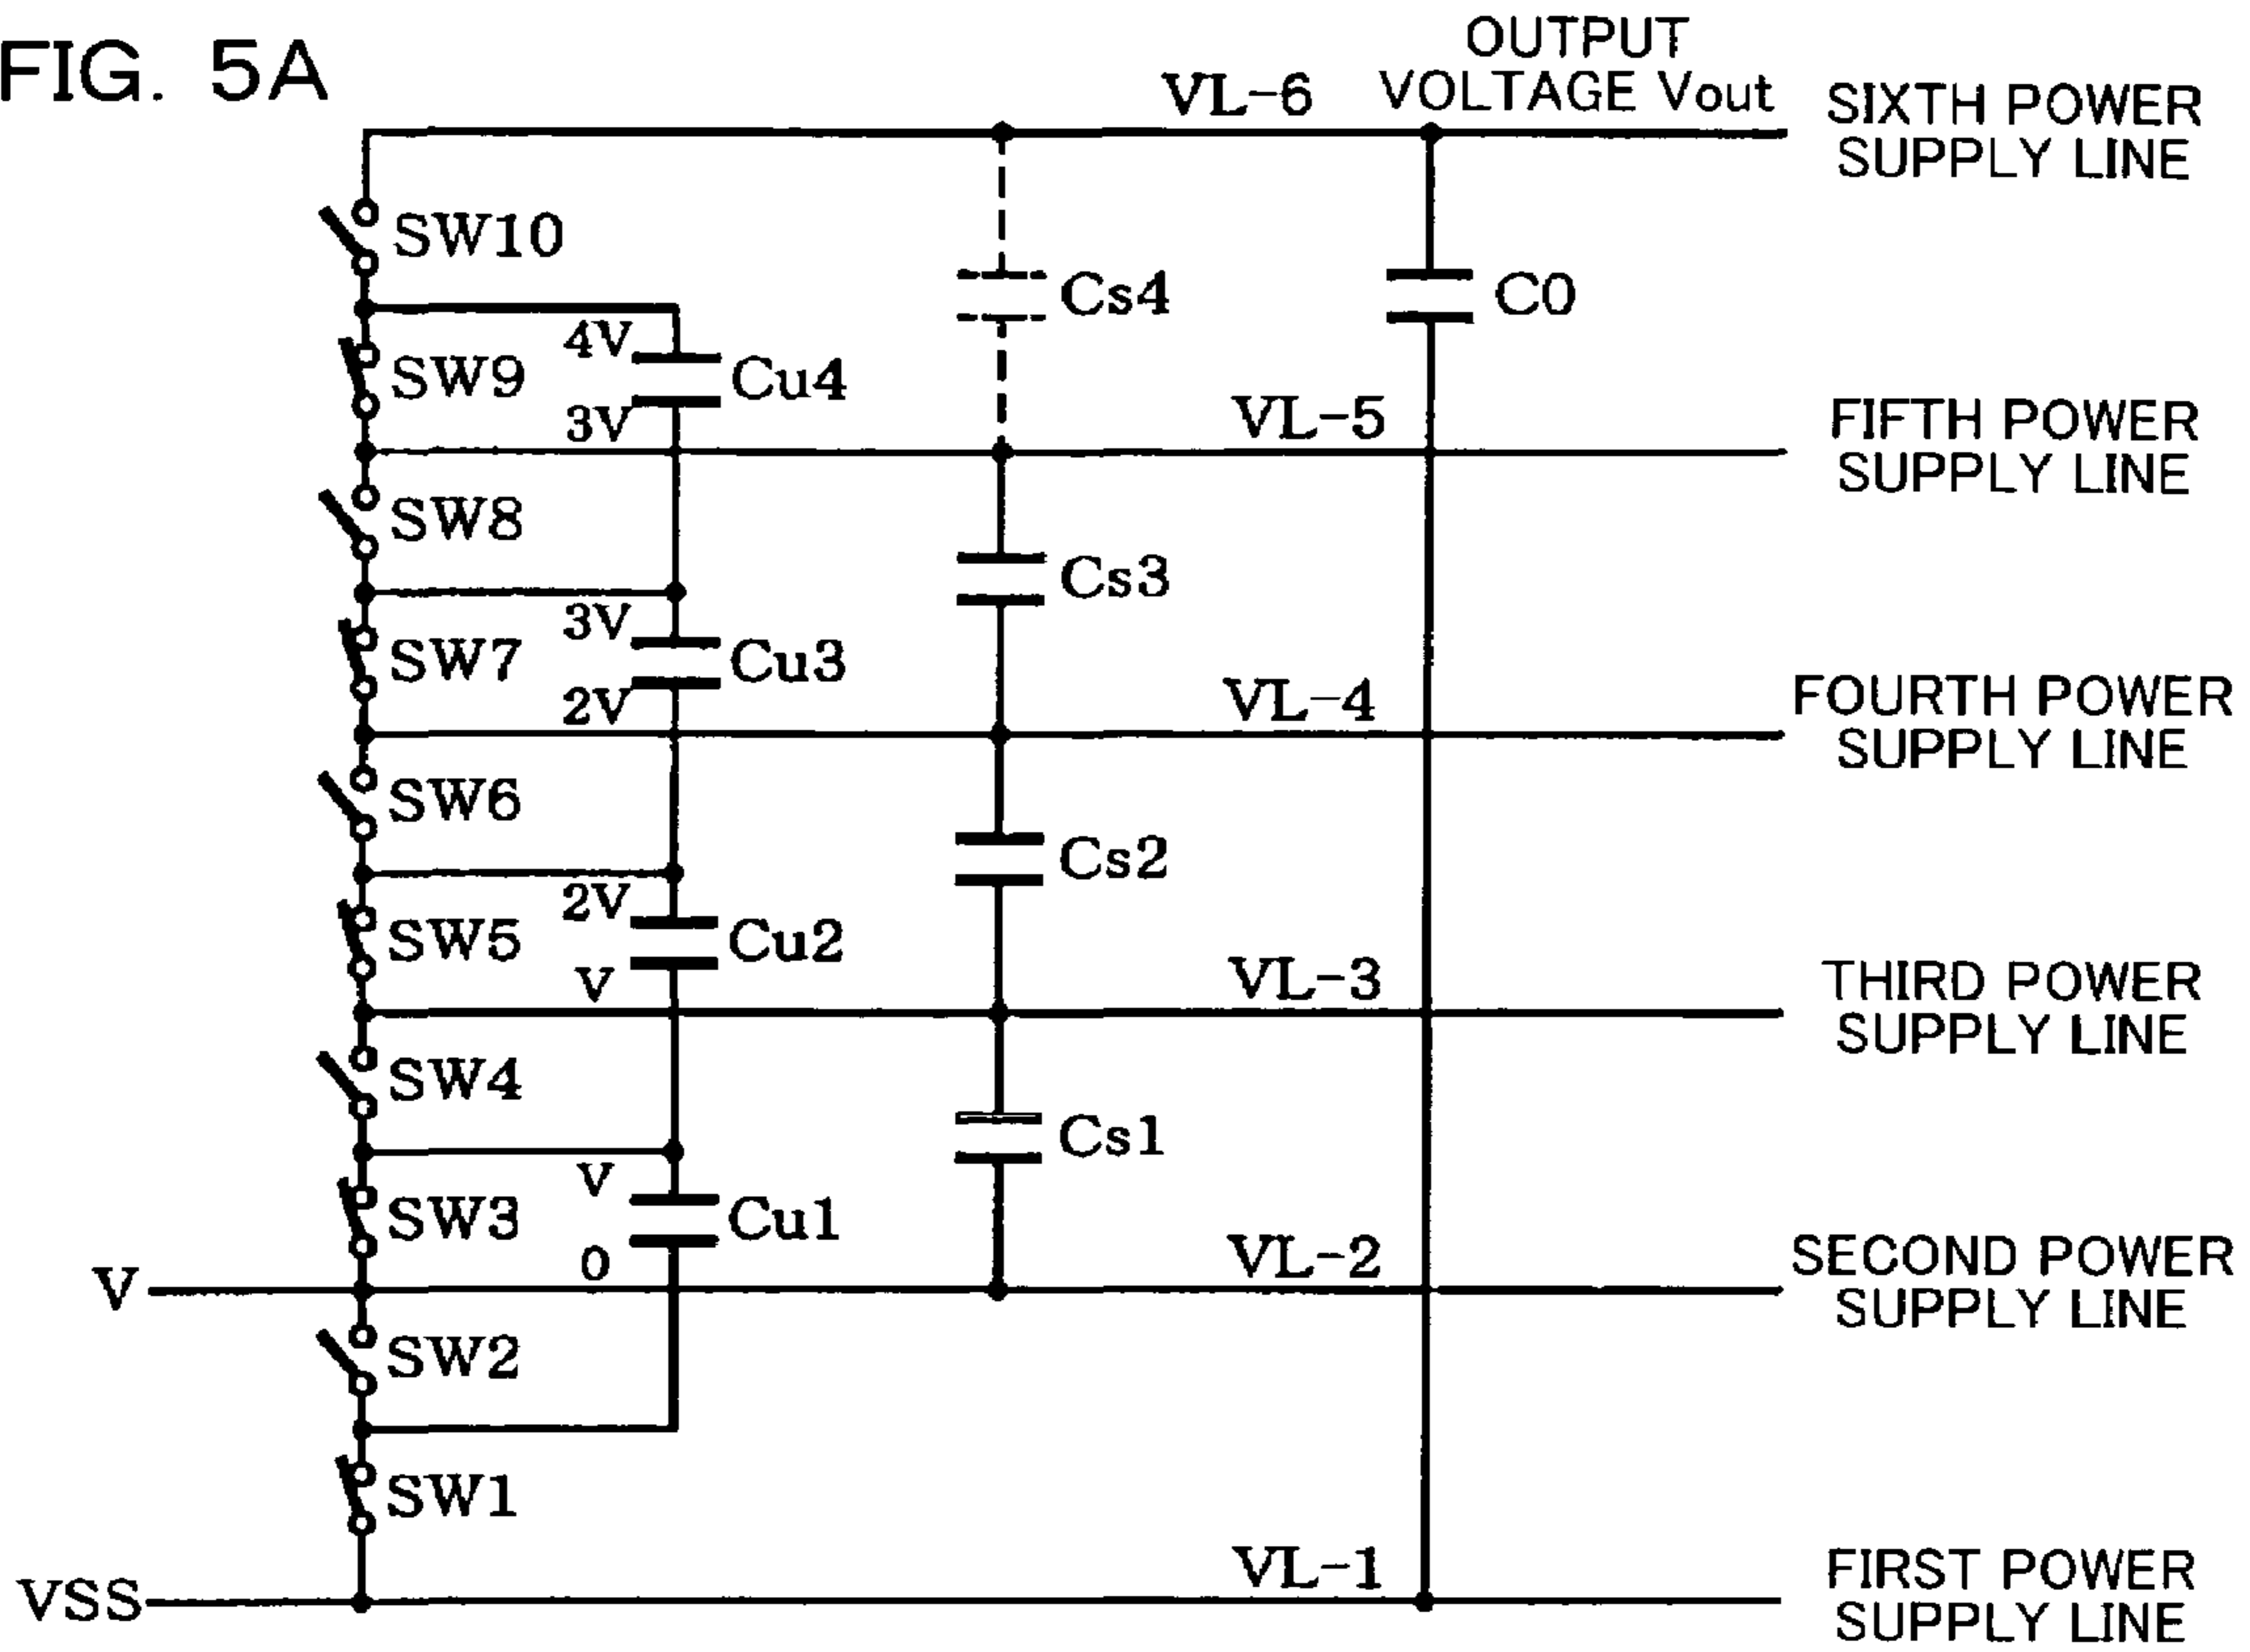 FIG. 5A
OUTPUT
VOLTAGE Vout
VL-6
SIXTH POWER
SUPPLY LINE
SW10
Cs4
C0
4V
SW9
Cu4
3V
VL-5
FIFTH POWER
SUPPLY LINE
SW8
Cs3
3V
SW7
Cu3
2V
VL-4
FOURTH POWER
SUPPLY LINE
SW6
Cs2
2V
SW5
Cu2
V
VL-3
THIRD POWER
SUPPLY LINE
SW4
Cs1
V
SW3
Cu1
0
VL-2
SECOND POWER
SUPPLY LINE
V
SW2
SW1
VL-1
FIRST POWER
SUPPLY LINE
VSS